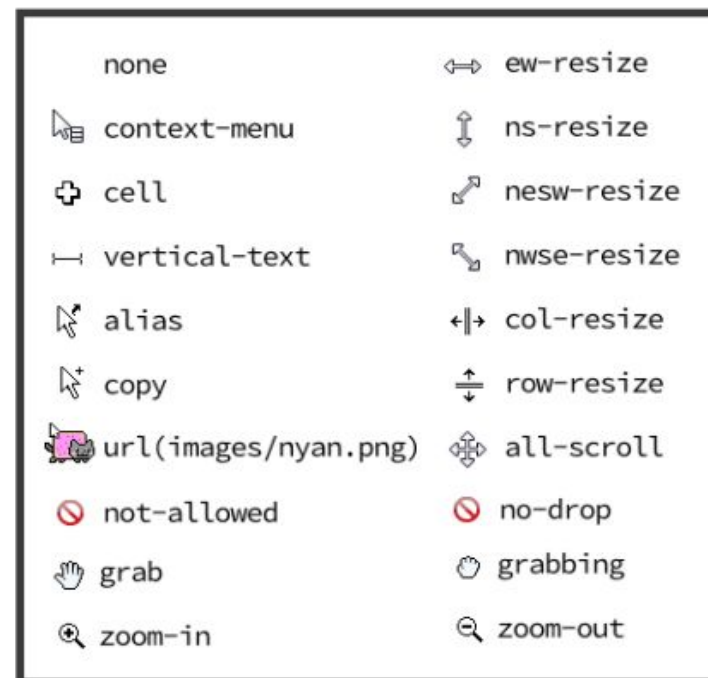 none
context-menu
cell
vertical-text
alias
copy
url(images/nyan.png)
not-allowed
grab
zoom-in
ew-resize
ns-resize
nesw-resize
nwse-resize
col-resize
row-resize
all-scroll
no-drop
grabbing
zoom-out